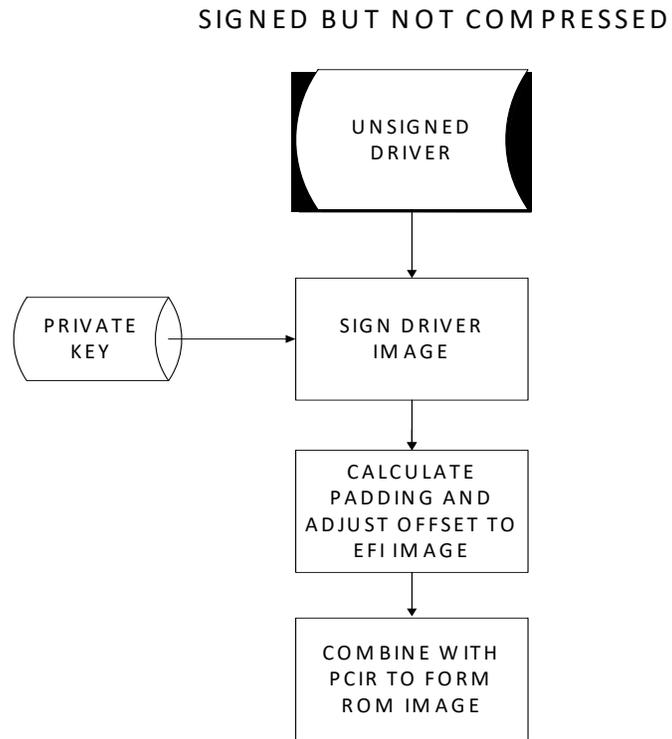 SIGNED BUT NOT COMPRESSED
UNSIGNED
DRIVER
PRIVATE
KEY
SIGN DRIVER
IMAGE
CALCULATE
PADDING AND
ADJUST OFFSET TO
EFI IMAGE
COMBINE WITH
PCIR TO FORM
ROM IMAGE